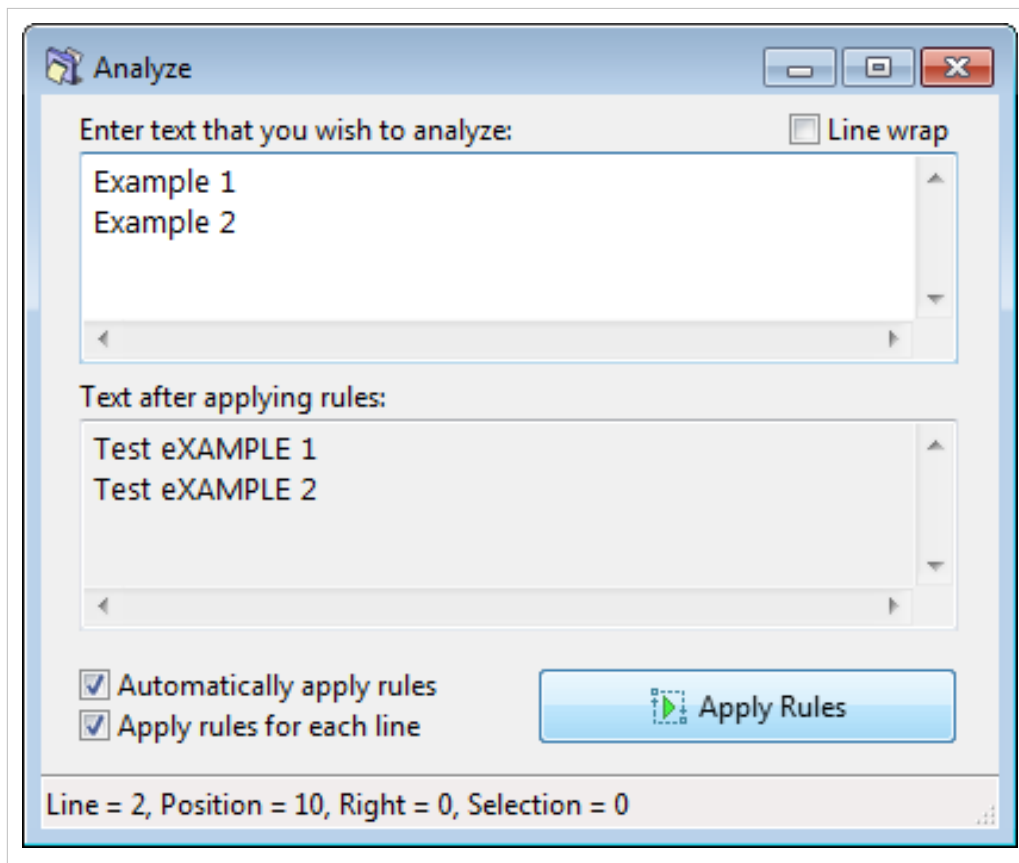 Analyze
Enter text that you wish to analyze: Line wrap
Example 1
Example 2
Text after applying rules:
Test eXAMPLE 1
Test eXAMPLE 2
Automatically apply rules
Apply rules for each line
Apply Rules
Line = 2, Position = 10, Right = 0, Selection = 0